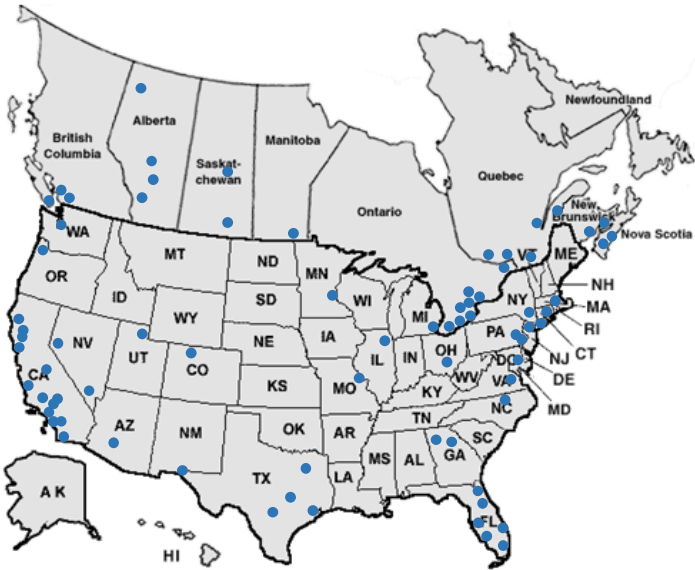 Newfoundland
Alberta
British
Columbia
Manitoba
Saskat-
chewan
Quebec
Ontario
New
Brunswick
Nova Scotia
WA
VT
ME
MT
ND
MN
OR
ID
SD
WI
NH
NY
MA
WY
MI
RI
NV
NE
IA
PA
UT
IL
IN
OH
CT
NJ
CO
DC
CA
KS
MO
WV
DE
KY
VA
MD
NC
TN
AZ
NM
OK
AR
SC
MS
AL
GA
TX
LA
AK
FL
HI